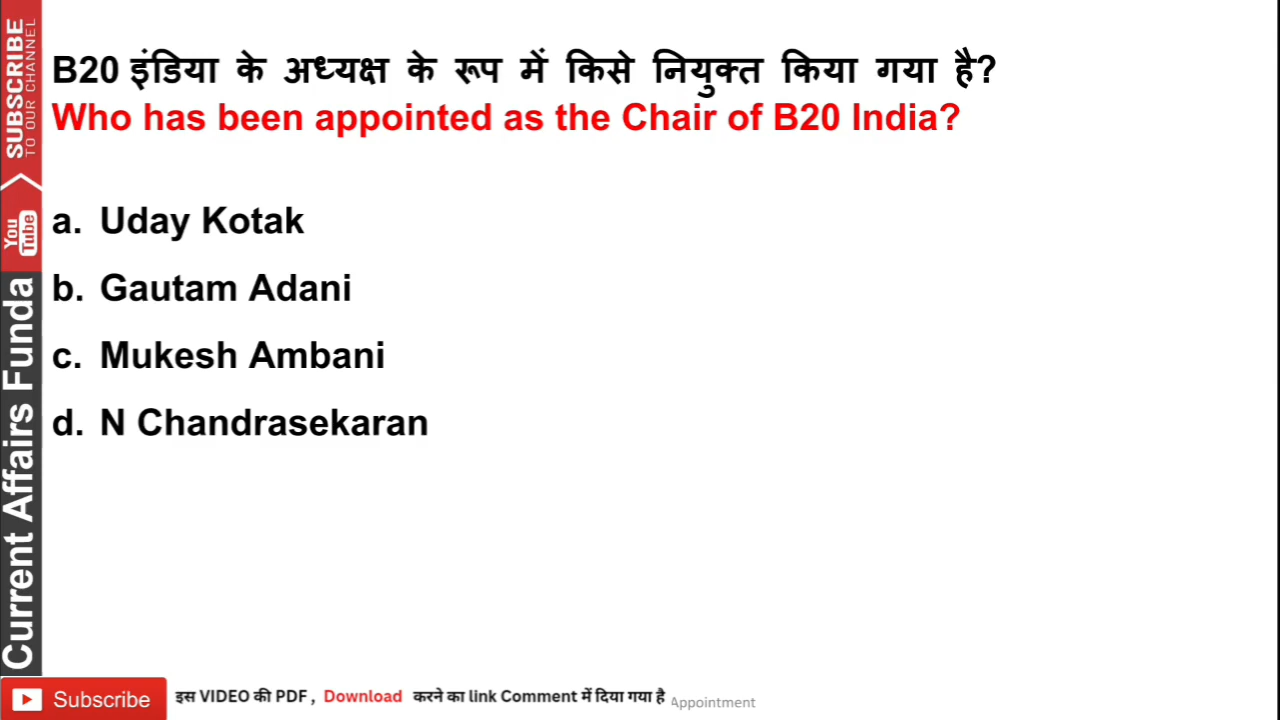 B20 इंडिया के अध्यक्ष के रूप में किसे नियुक्त किया गया है?
Who has been appointed as the Chair of B20 India?
a. Uday Kotak
b. Gautam Adani
c. Mukesh Ambani
d. N Chandrasekaran
SUBSCRIBE
TO OUR CHANNEL
You
Tube
Current Affairs Funda
Subscribe
इस VIDEO की PDF , Download करने का link Comment में दिया गया है
Appointment